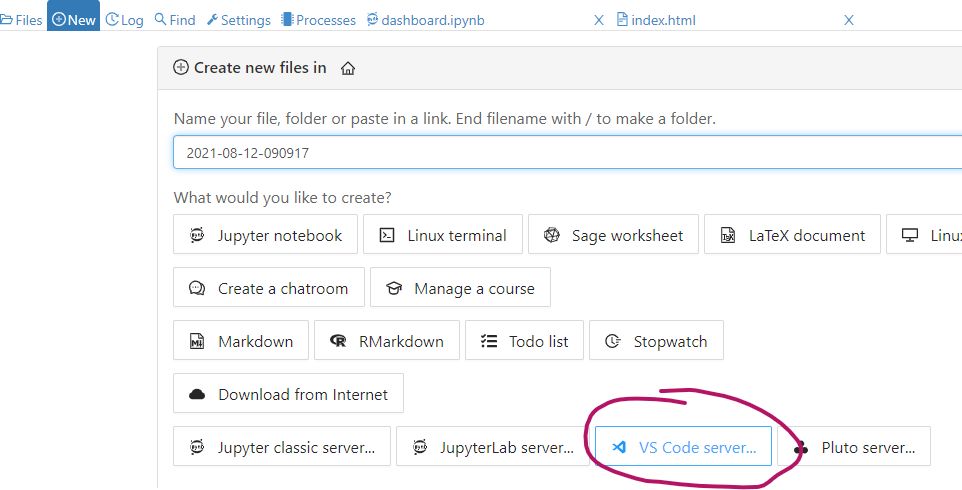 Files New Log Find Settings Processes dashboard.ipynb X index.html X
Create new files in
Name your file, folder or paste in a link. End filename with / to make a folder.
2021-08-12-090917
What would you like to create?
Jupyter notebook Linux terminal Sage worksheet LaTeX document Linux
Create a chatroom Manage a course
Markdown RMarkdown Todo list Stopwatch
Download from Internet
Jupyter classic server... JupyterLab server... VS Code server... Pluto server...